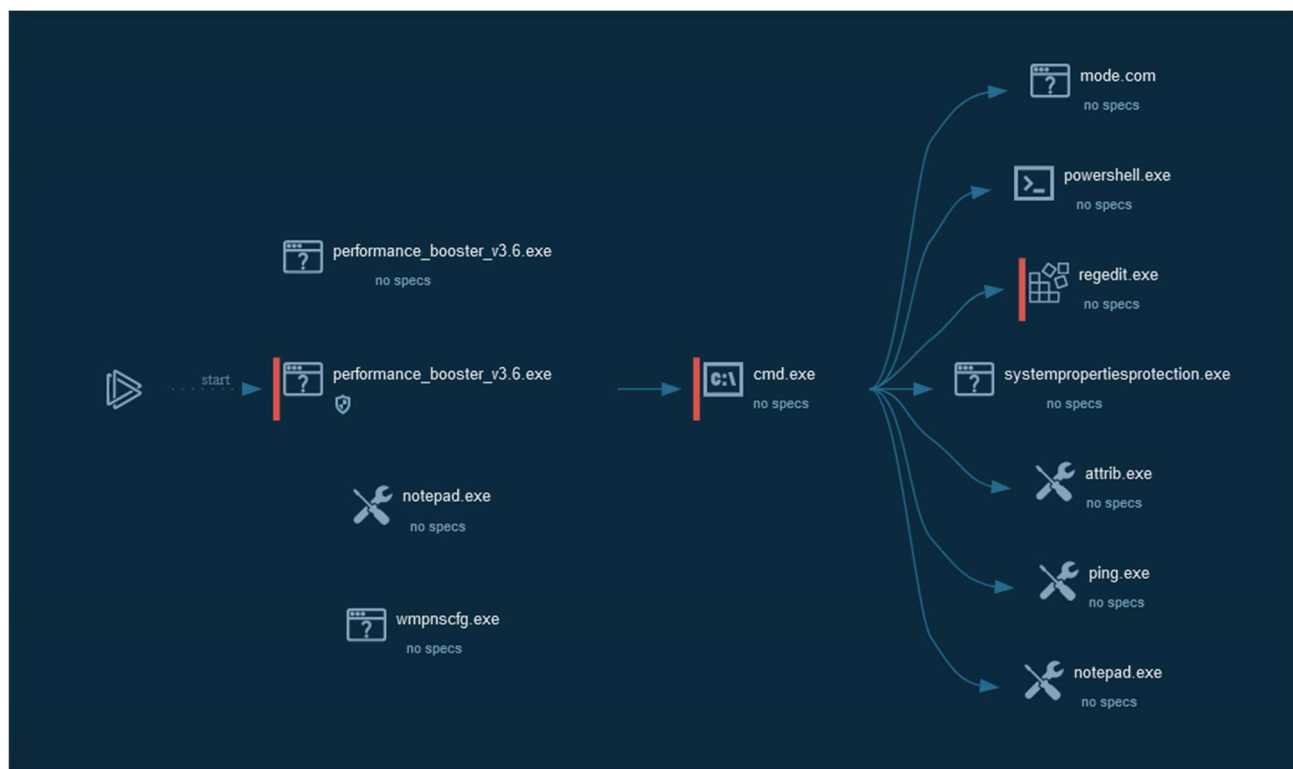 mode.com
no specs
powershell.exe
no specs
performance_booster_v3.6.exe
no specs
regedit.exe
no specs
start
performance_booster_v3.6.exe
C:\
cmd.exe
no specs
systempropertiesprotection.exe
no specs
notepad.exe
no specs
attrib.exe
no specs
ping.exe
no specs
wmpnscfg.exe
no specs
notepad.exe
no specs